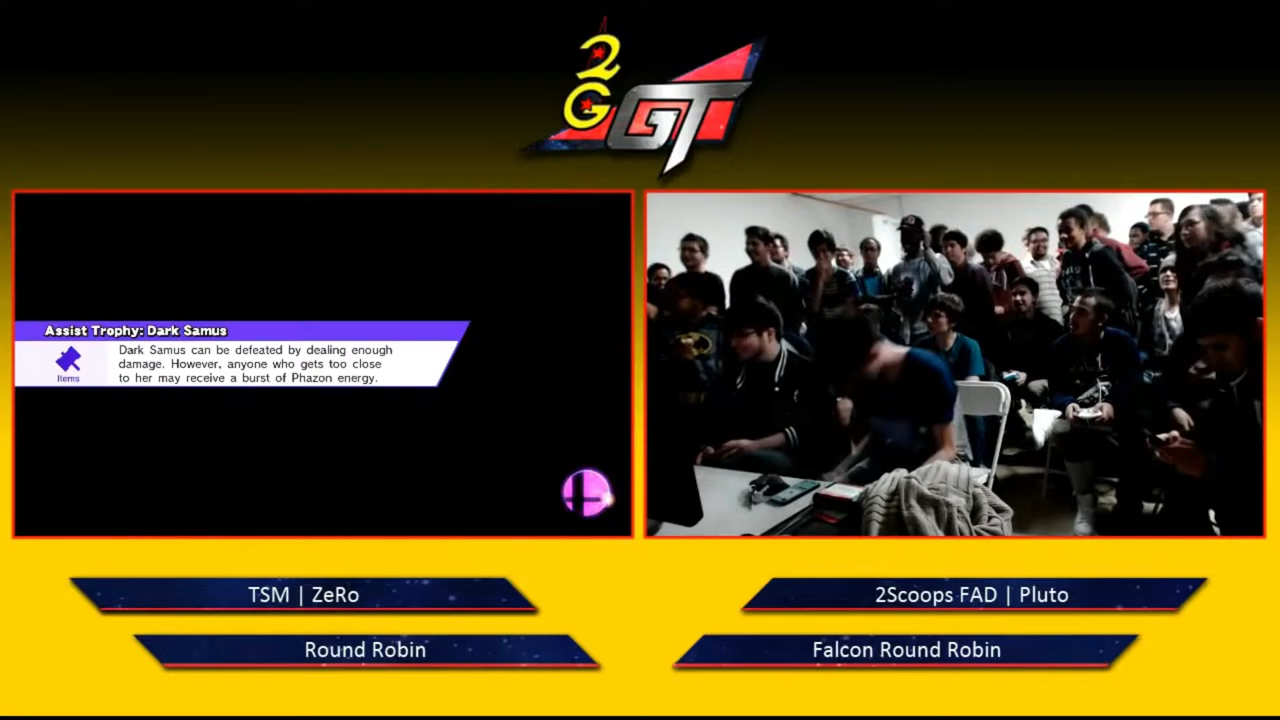 2
G GT
Assist Trophy: Dark Samus
Items
Dark Samus can be defeated by dealing enough
damage. However, anyone who gets too close
to her may receive a burst of Phazon energy.
TSM | ZeRo
2Scoops FAD | Pluto
Round Robin
Falcon Round Robin